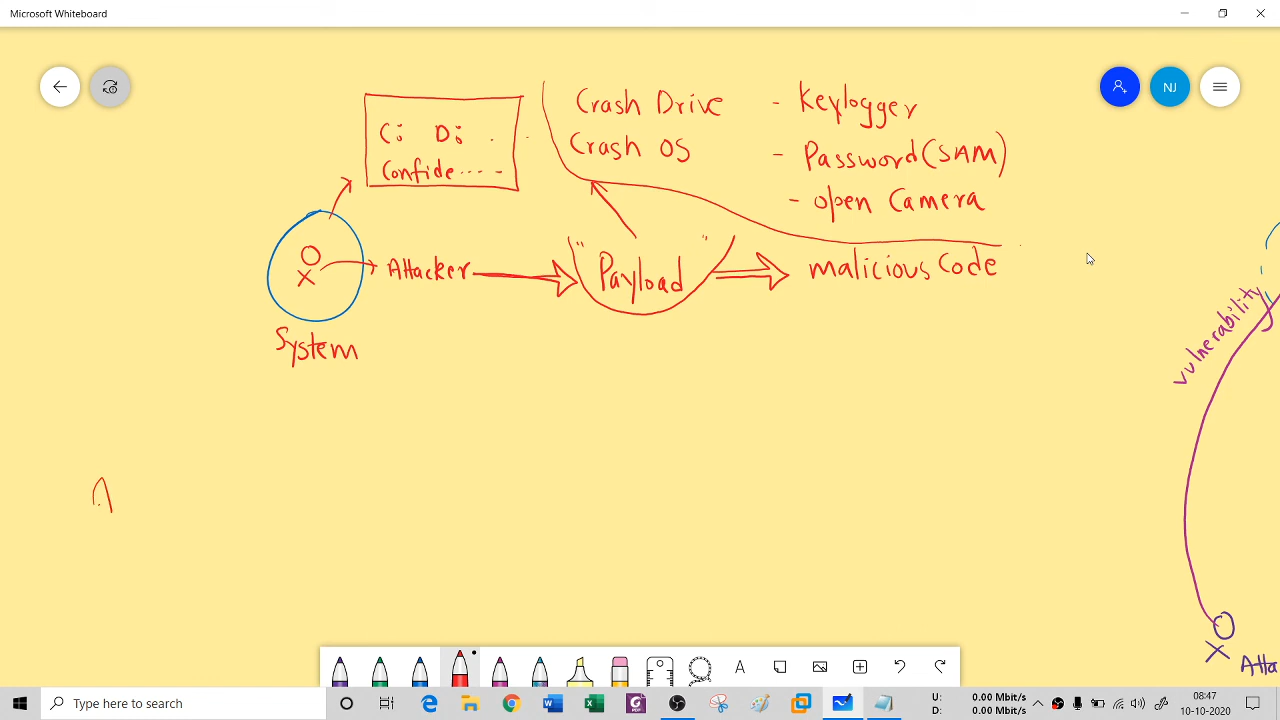 Microsoft Whiteboard
NJ
C: D: . .
Confide.... -
Crash Drive
Crash OS
- Keylogger
- Password(SAM)
- open Camera
Attacker
"Payload"
malicious Code
System
vulnerability
Atta
A
Type here to search
U: 0.00 Mbit/s
D: 0.00 Mbit/s
08:47
10-10-2020